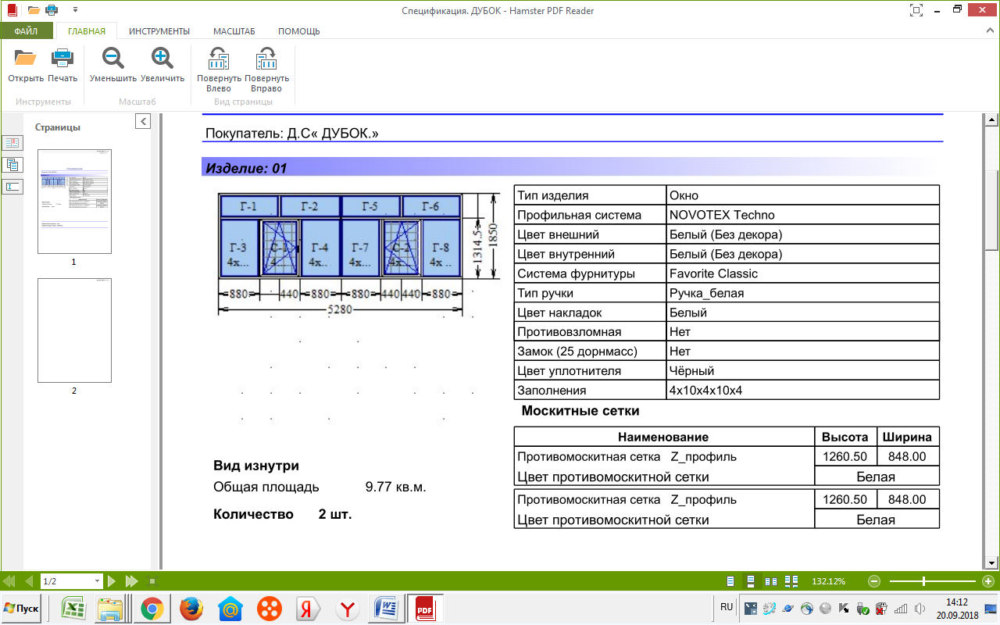 Спецификация. ДУБОК - Hamster PDF Reader
ФАЙЛ ГЛАВНАЯ ИНСТРУМЕНТЫ МАСШТАБ ПОМОЩЬ
Открыть Печать Уменьшить Увеличить Повернуть Влево Повернуть Вправо
Инструменты Масштаб Вид страницы
Страницы
1
2
Покупатель: Д.С« ДУБОК.»
Изделие: 01
Г-1 Г-2 Г-5 Г-6
Г-3 С-1 Г-4 Г-7 С-2 Г-8
4x... 4... 4x.. 4x... 4x.. 4x ..
1314.5
1850
880 440 880 880 440 440 880
5280
Тип изделия Окно
Профильная система NOVOTEX Techno
Цвет внешний Белый (Без декора)
Цвет внутренний Белый (Без декора)
Система фурнитуры Favorite Classic
Тип ручки Ручка_белая
Цвет накладок Белый
Противовзломная Нет
Замок (25 дорнмасс) Нет
Цвет уплотнителя Чёрный
Заполнения 4x10x4x10x4
Москитные сетки
Наименование Высота Ширина
Противомоскитная сетка Z_профиль 1260.50 848.00
Цвет противомоскитной сетки Белая
Противомоскитная сетка Z_профиль 1260.50 848.00
Цвет противомоскитной сетки Белая
Вид изнутри
Общая площадь 9.77 кв.м.
Количество 2 шт.
1/2 132.12%
Пуск RU 14:12
20.09.2018